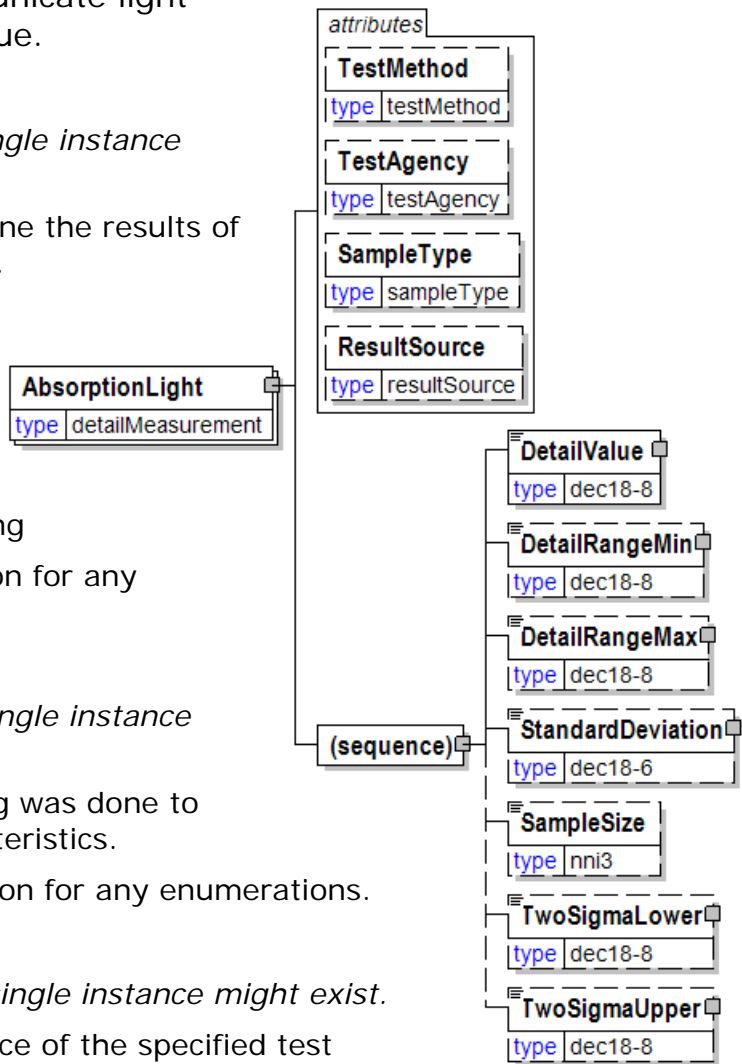 unicate light
ue.
ngle instance
ne the results of
.
ng
on for any
ngle instance
g was done to
teristics.
on for any enumerations.
single instance might exist.
ce of the specified test
AbsorptionLight
type detailMeasurement
attributes
TestMethod
type testMethod
TestAgency
type testAgency
SampleType
type sampleType
ResultSource
type resultSource
(sequence)
DetailValue
type dec18-8
DetailRangeMin
type dec18-8
DetailRangeMax
type dec18-8
StandardDeviation
type dec18-6
SampleSize
type nni3
TwoSigmaLower
type dec18-8
TwoSigmaUpper
type dec18-8